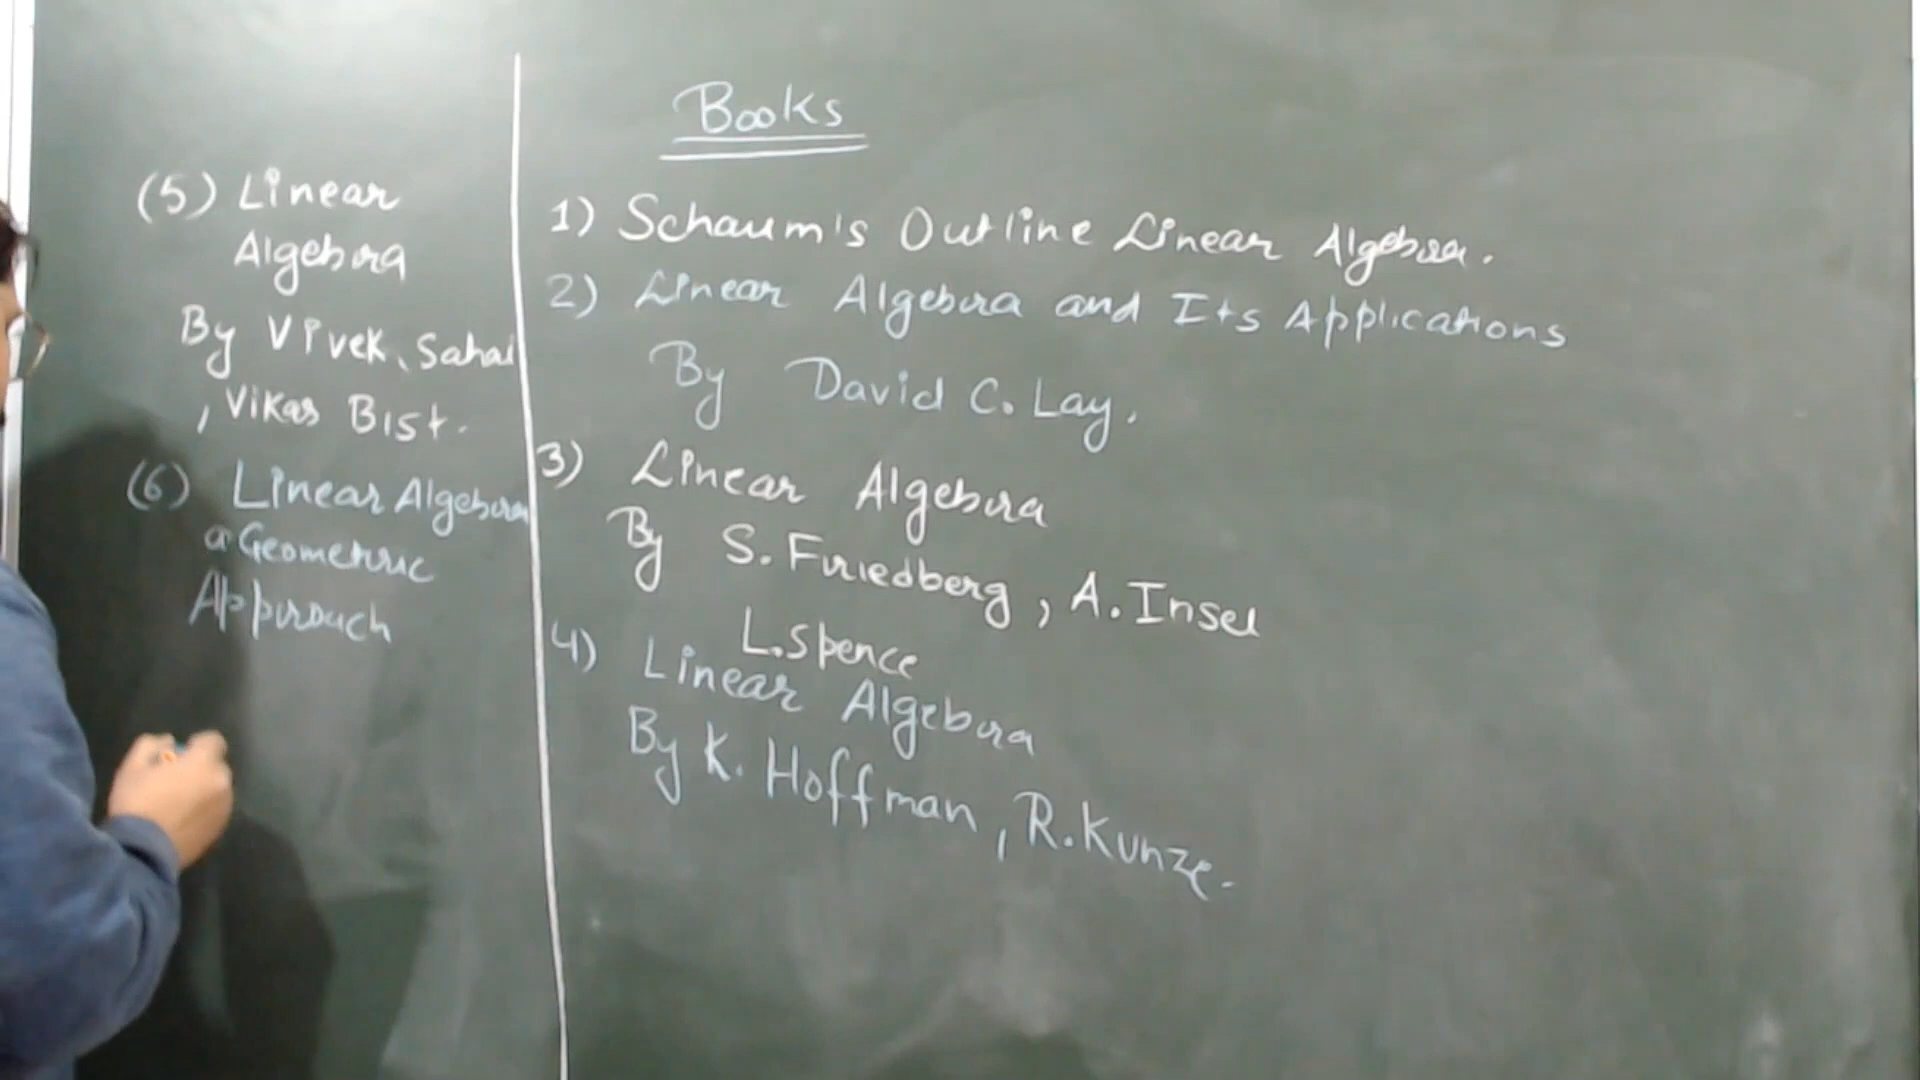 Books
1) Schaum's Outline Linear Algebra.
2) Linear Algebra and Its Applications
By David C. Lay.
3) Linear Algebra
By S. Friedberg, A. Insel
L. Spence
4) Linear Algebra
By K. Hoffman, R. Kunze.
(5) Linear
Algebra
By Vivek, Sahai
, Vikas Bist.
(6) Linear Algebra
a Geometric
Approach